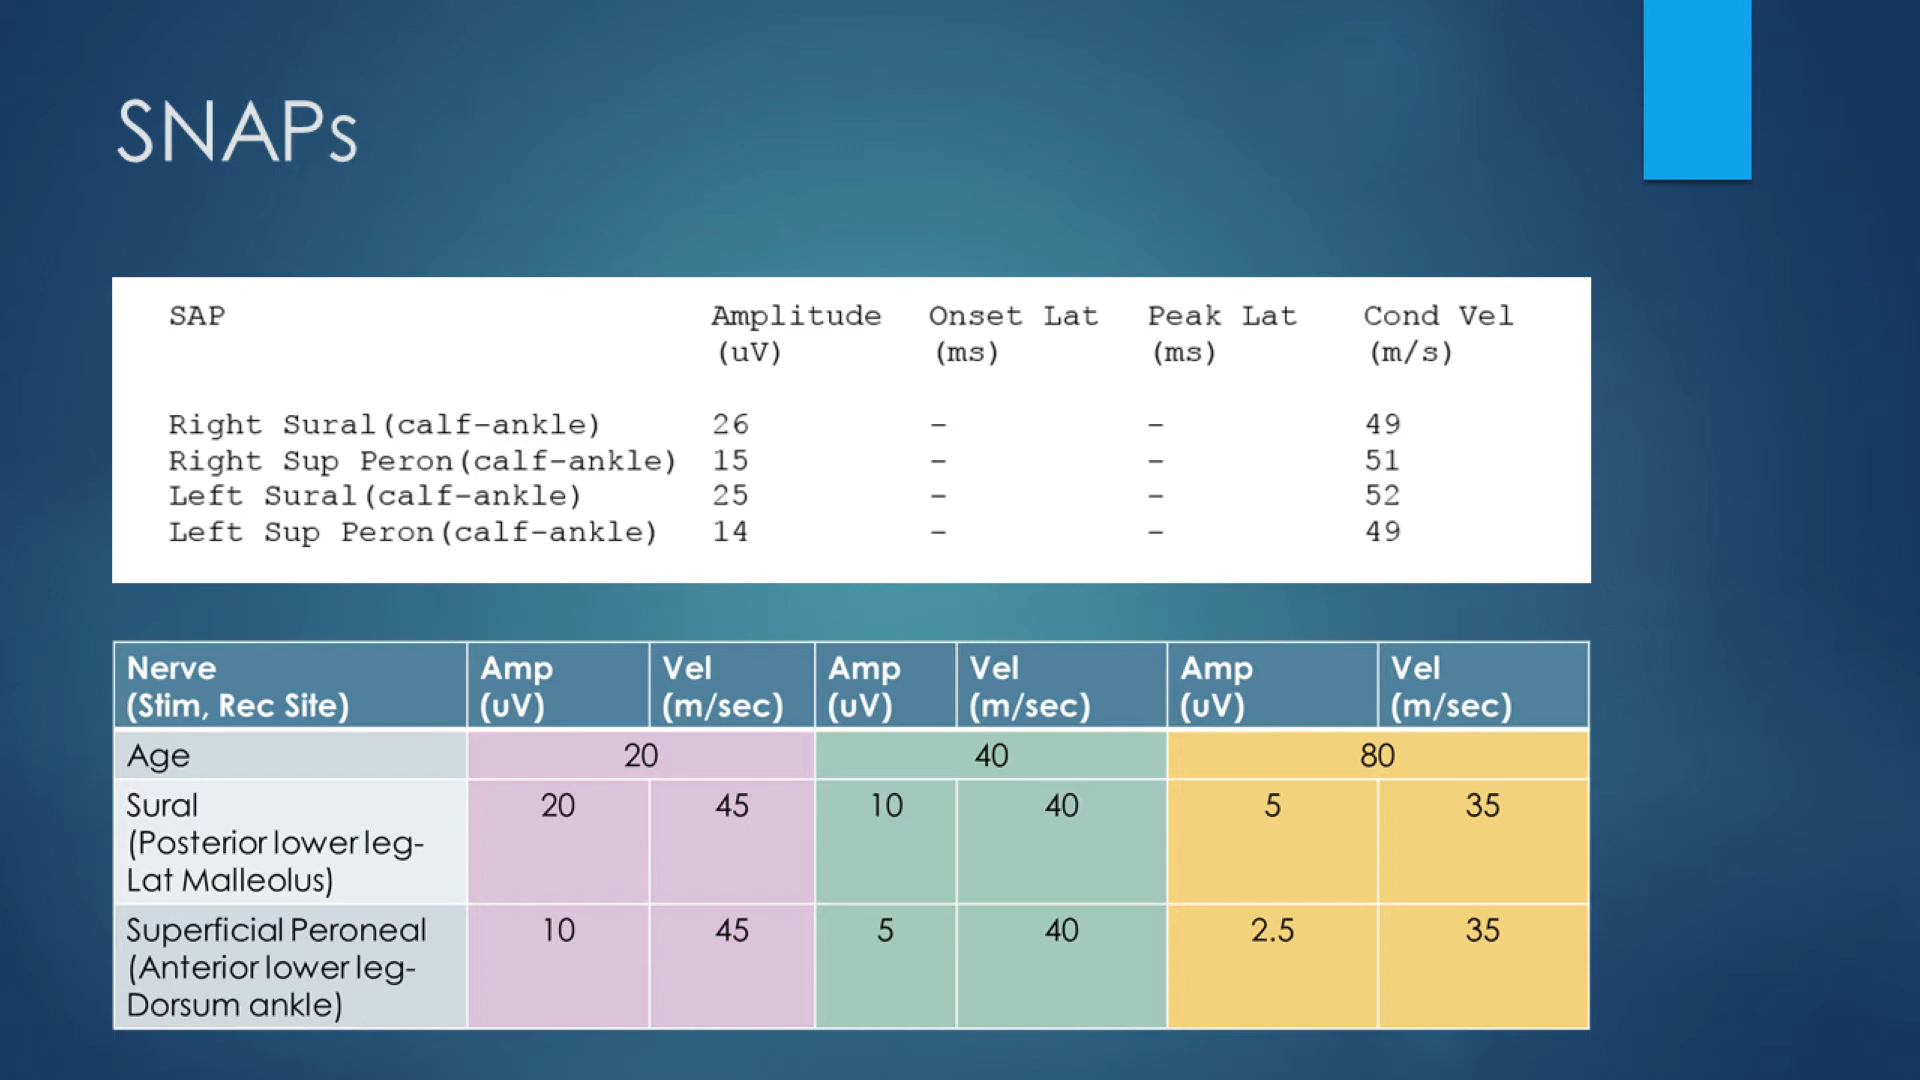 SNAPs
SAP Amplitude Onset Lat Peak Lat Cond Vel
(uV) (ms) (ms) (m/s)
Right Sural(calf-ankle) 26 - - 49
Right Sup Peron(calf-ankle) 15 - - 51
Left Sural(calf-ankle) 25 - - 52
Left Sup Peron(calf-ankle) 14 - - 49
Nerve Amp Vel Amp Vel Amp Vel
(Stim, Rec Site) (uV) (m/sec) (uV) (m/sec) (uV) (m/sec)
Age 20 40 80
Sural 20 45 10 40 5 35
(Posterior lower leg-
Lat Malleolus)
Superficial Peroneal 10 45 5 40 2.5 35
(Anterior lower leg-
Dorsum ankle)